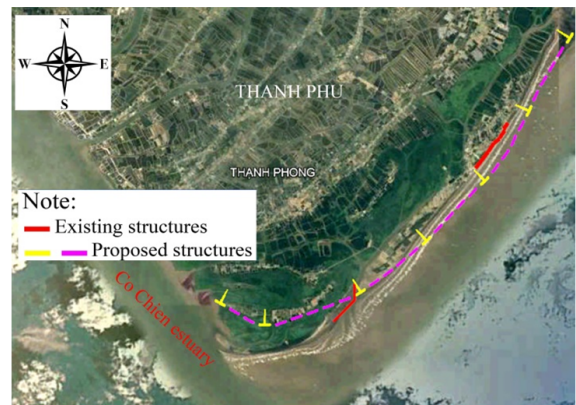 N
W E
S
THANH PHU
THANH PHONG
Note:
Existing structures
Proposed structures
Co Chien estuary